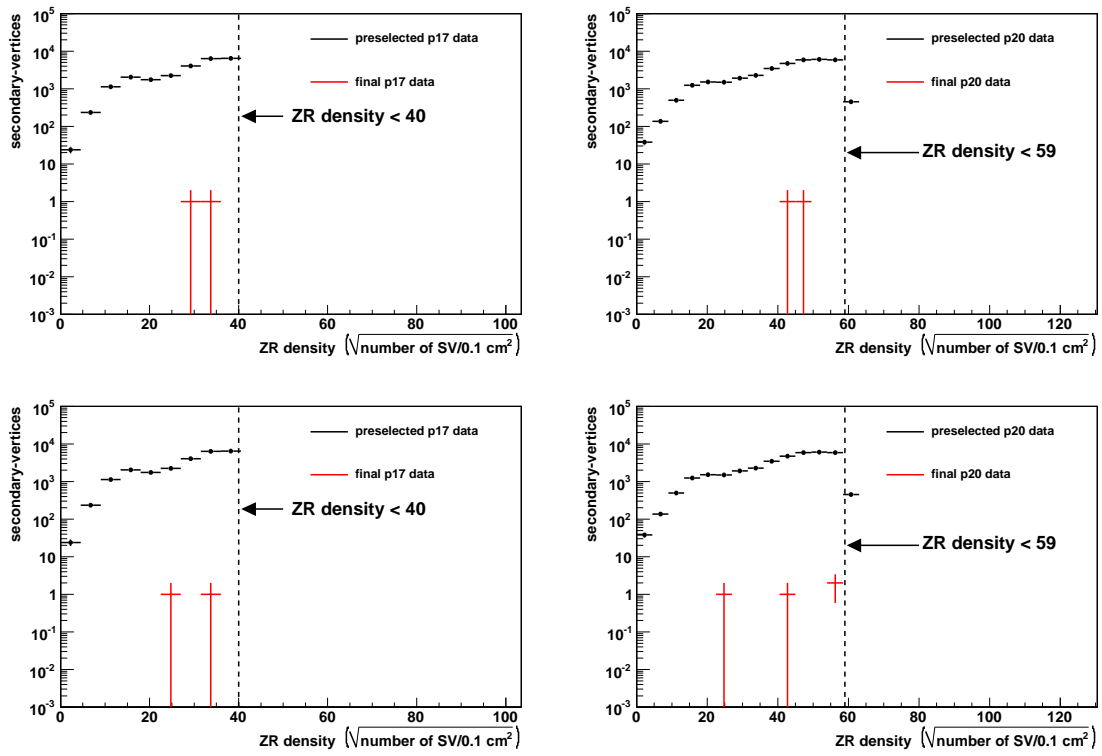 secondary-vertices
10^5
10^4
10^3
10^2
10
1
10^-1
10^-2
10^-3
preselected p17 data
final p17 data
ZR density < 40
0 20 40 60 80 100
ZR density (√number of SV/0.1 cm²)
secondary-vertices
10^5
10^4
10^3
10^2
10
1
10^-1
10^-2
10^-3
preselected p20 data
final p20 data
ZR density < 59
0 20 40 60 80 100 120
ZR density (√number of SV/0.1 cm²)
secondary-vertices
10^5
10^4
10^3
10^2
10
1
10^-1
10^-2
10^-3
preselected p17 data
final p17 data
ZR density < 40
0 20 40 60 80 100
ZR density (√number of SV/0.1 cm²)
secondary-vertices
10^5
10^4
10^3
10^2
10
1
10^-1
10^-2
10^-3
preselected p20 data
final p20 data
ZR density < 59
0 20 40 60 80 100 120
ZR density (√number of SV/0.1 cm²)